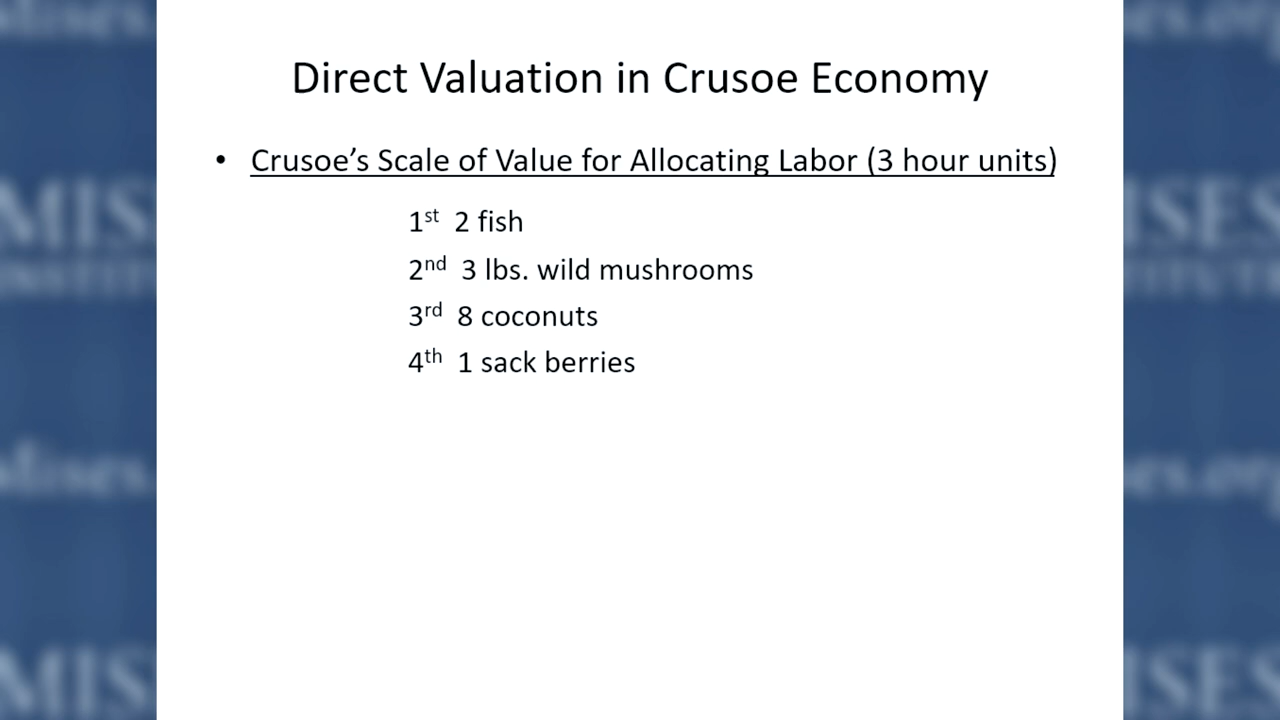 Direct Valuation in Crusoe Economy
• Crusoe’s Scale of Value for Allocating Labor (3 hour units)
1st 2 fish
2nd 3 lbs. wild mushrooms
3rd 8 coconuts
4th 1 sack berries